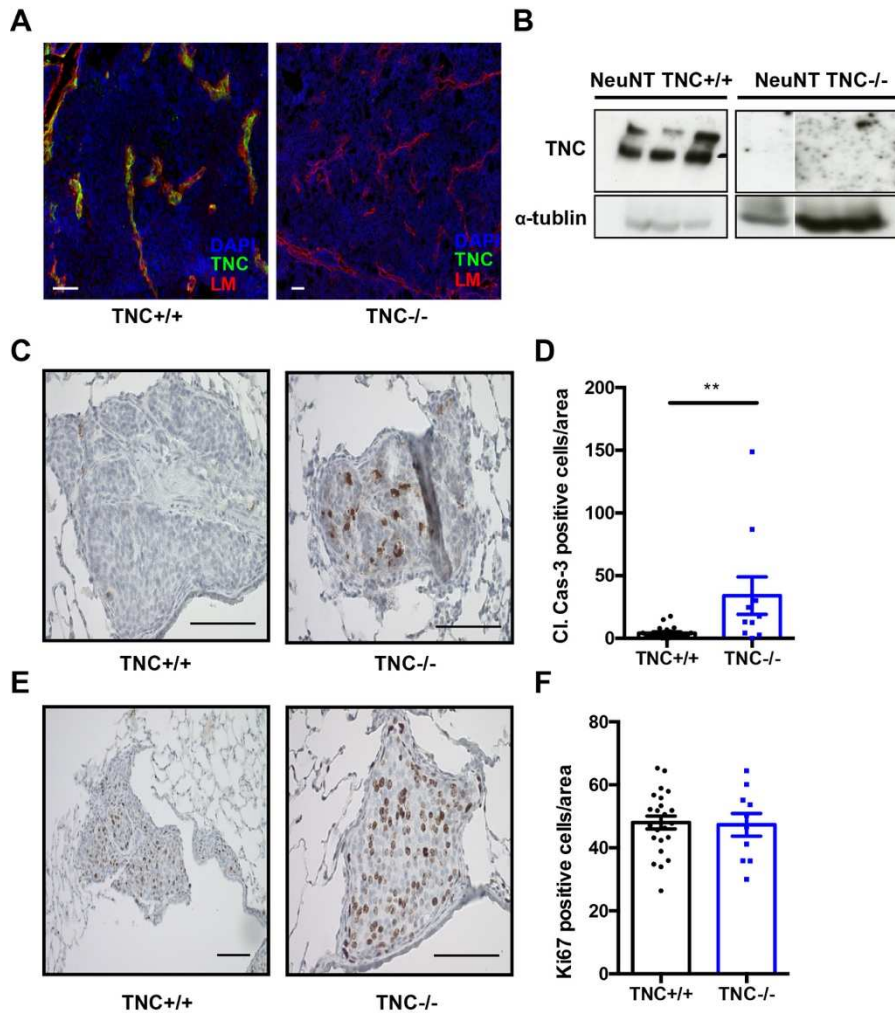 A
DAPI
TNC
LM
TNC+/+
DAPI
TNC
LM
TNC-/-
B
NeuNT TNC+/+
NeuNT TNC-/-
TNC
α-tublin
C
TNC+/+
TNC-/-
D
Cl. Cas-3 positive cells/area
200
150
100
50
0
**
TNC+/+
TNC-/-
E
TNC+/+
TNC-/-
F
Ki67 positive cells/area
80
60
40
20
0
TNC+/+
TNC-/-